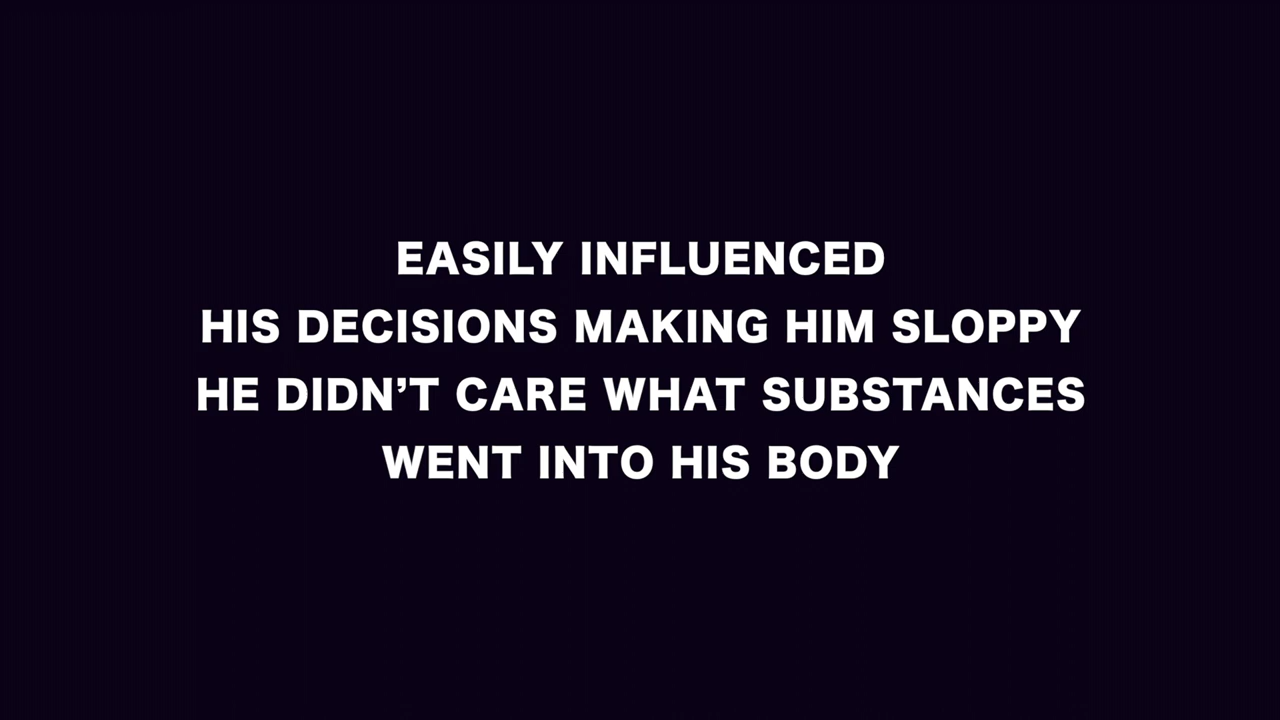 EASILY INFLUENCED
HIS DECISIONS MAKING HIM SLOPPY
HE DIDN’T CARE WHAT SUBSTANCES
WENT INTO HIS BODY